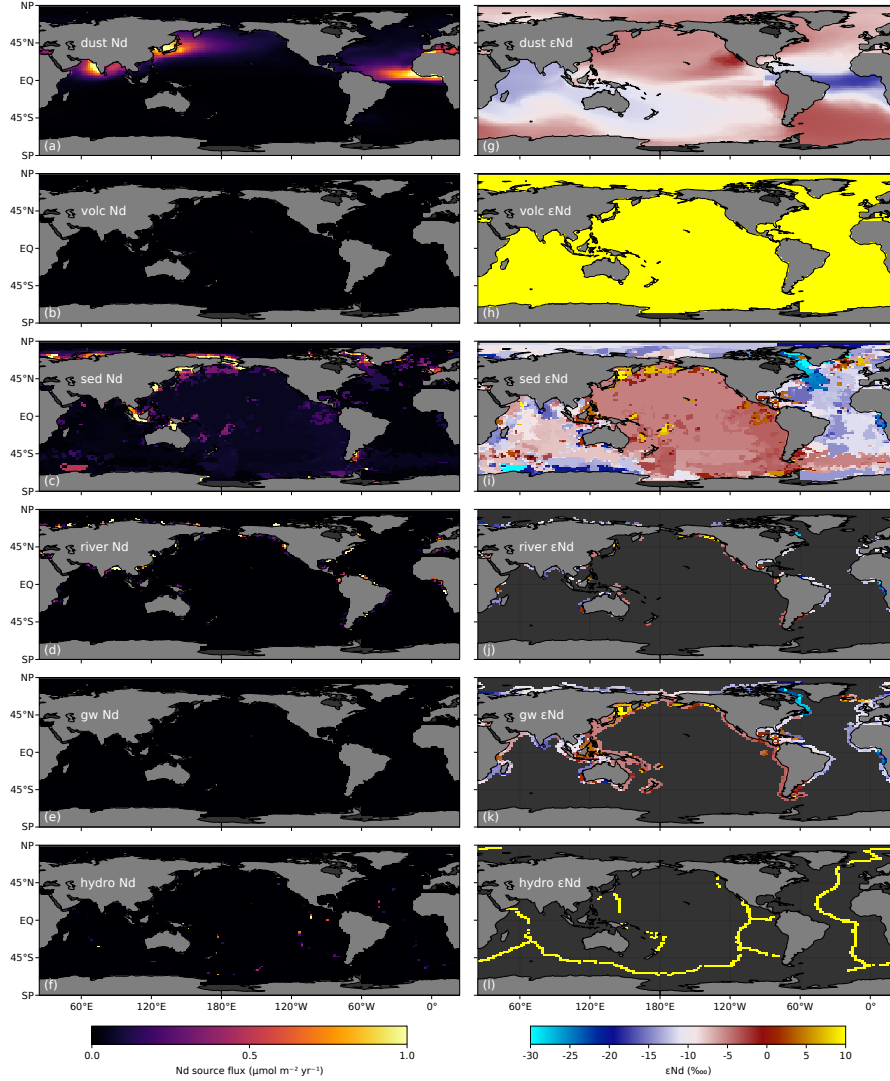 NP
45°N
EQ
45°S
SP
dust Nd
(a)
dust εNd
(g)
NP
45°N
EQ
45°S
SP
volc Nd
(b)
volc εNd
(h)
NP
45°N
EQ
45°S
SP
sed Nd
(c)
sed εNd
(i)
NP
45°N
EQ
45°S
SP
river Nd
(d)
river εNd
(j)
NP
45°N
EQ
45°S
SP
gw Nd
(e)
gw εNd
(k)
NP
45°N
EQ
45°S
SP
hydro Nd
(f)
hydro εNd
(l)
60°E 120°E 180°E 120°W 60°W 0° 60°E 120°E 180°E 120°W 60°W 0°
0.0 0.5 1.0 -30 -25 -20 -15 -10 -5 0 5 10
Nd source flux (μmol m⁻² yr⁻¹) εNd (‱)